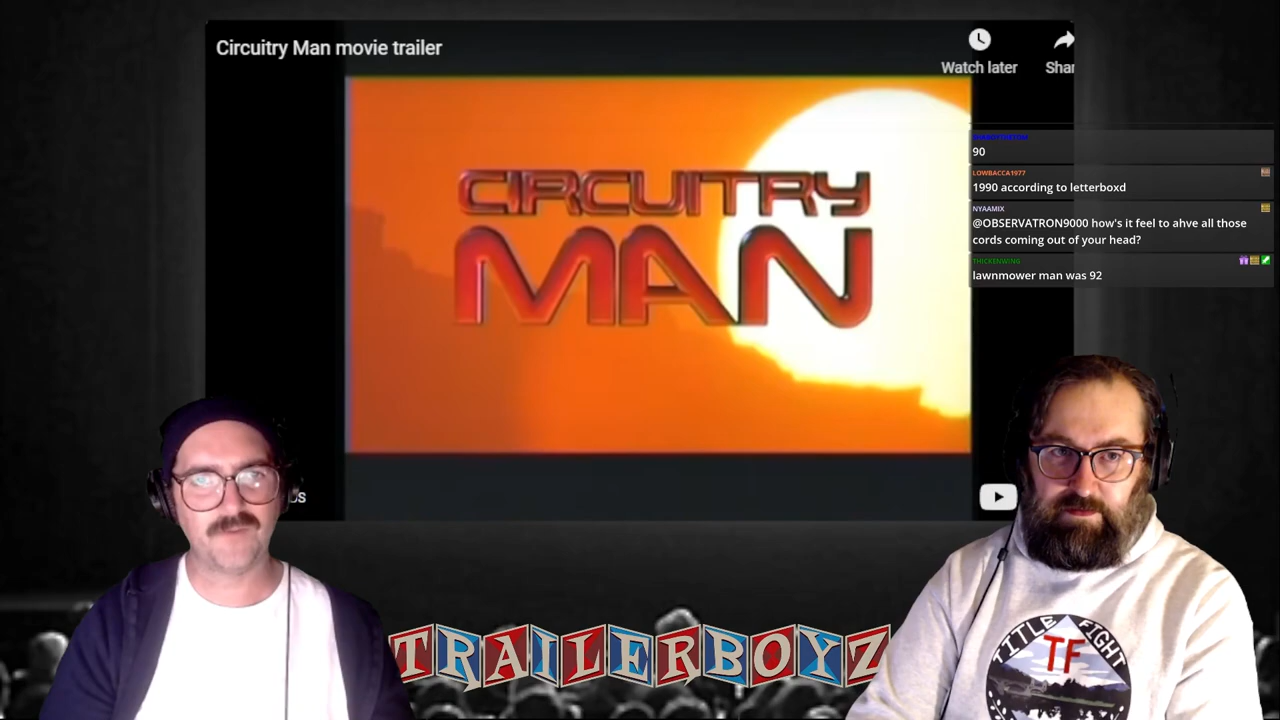 Circuitry Man movie trailer
Watch later
Shar
CIRCUITRY
MAN
90
LOWBACCA1977
1990 according to letterboxd
NYAAMIX
@OBSERVATRON9000 how's it feel to ahve all those
cords coming out of your head?
THICKENWING
lawnmower man was 92
TRAILERBOYZ
TITLE FIGHT
TF